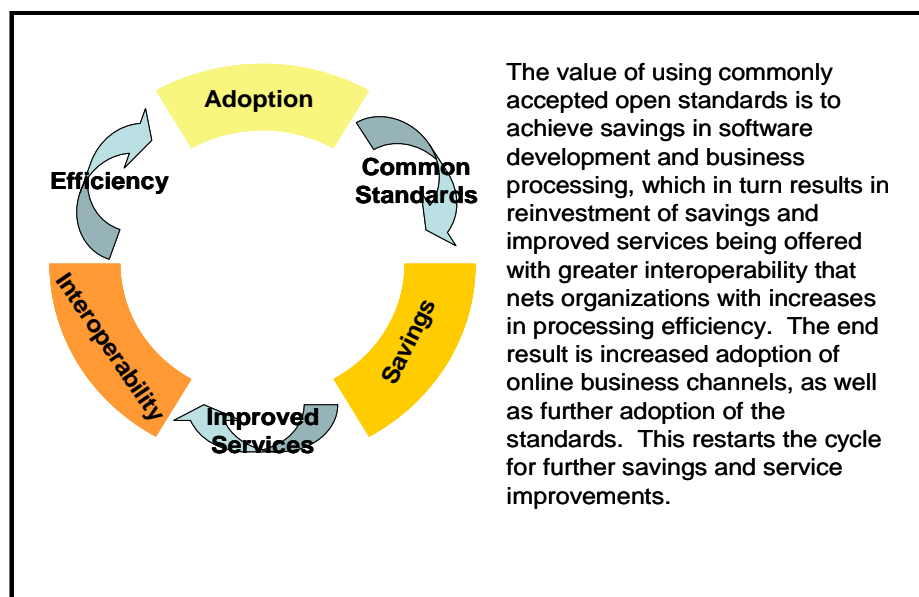 Adoption
Efficiency
Common
Standards
Interoperability
Savings
Improved
Services
The value of using commonly
accepted open standards is to
achieve savings in software
development and business
processing, which in turn results in
reinvestment of savings and
improved services being offered
with greater interoperability that
nets organizations with increases
in processing efficiency.  The end
result is increased adoption of
online business channels, as well
as further adoption of the
standards.  This restarts the cycle
for further savings and service
improvements.